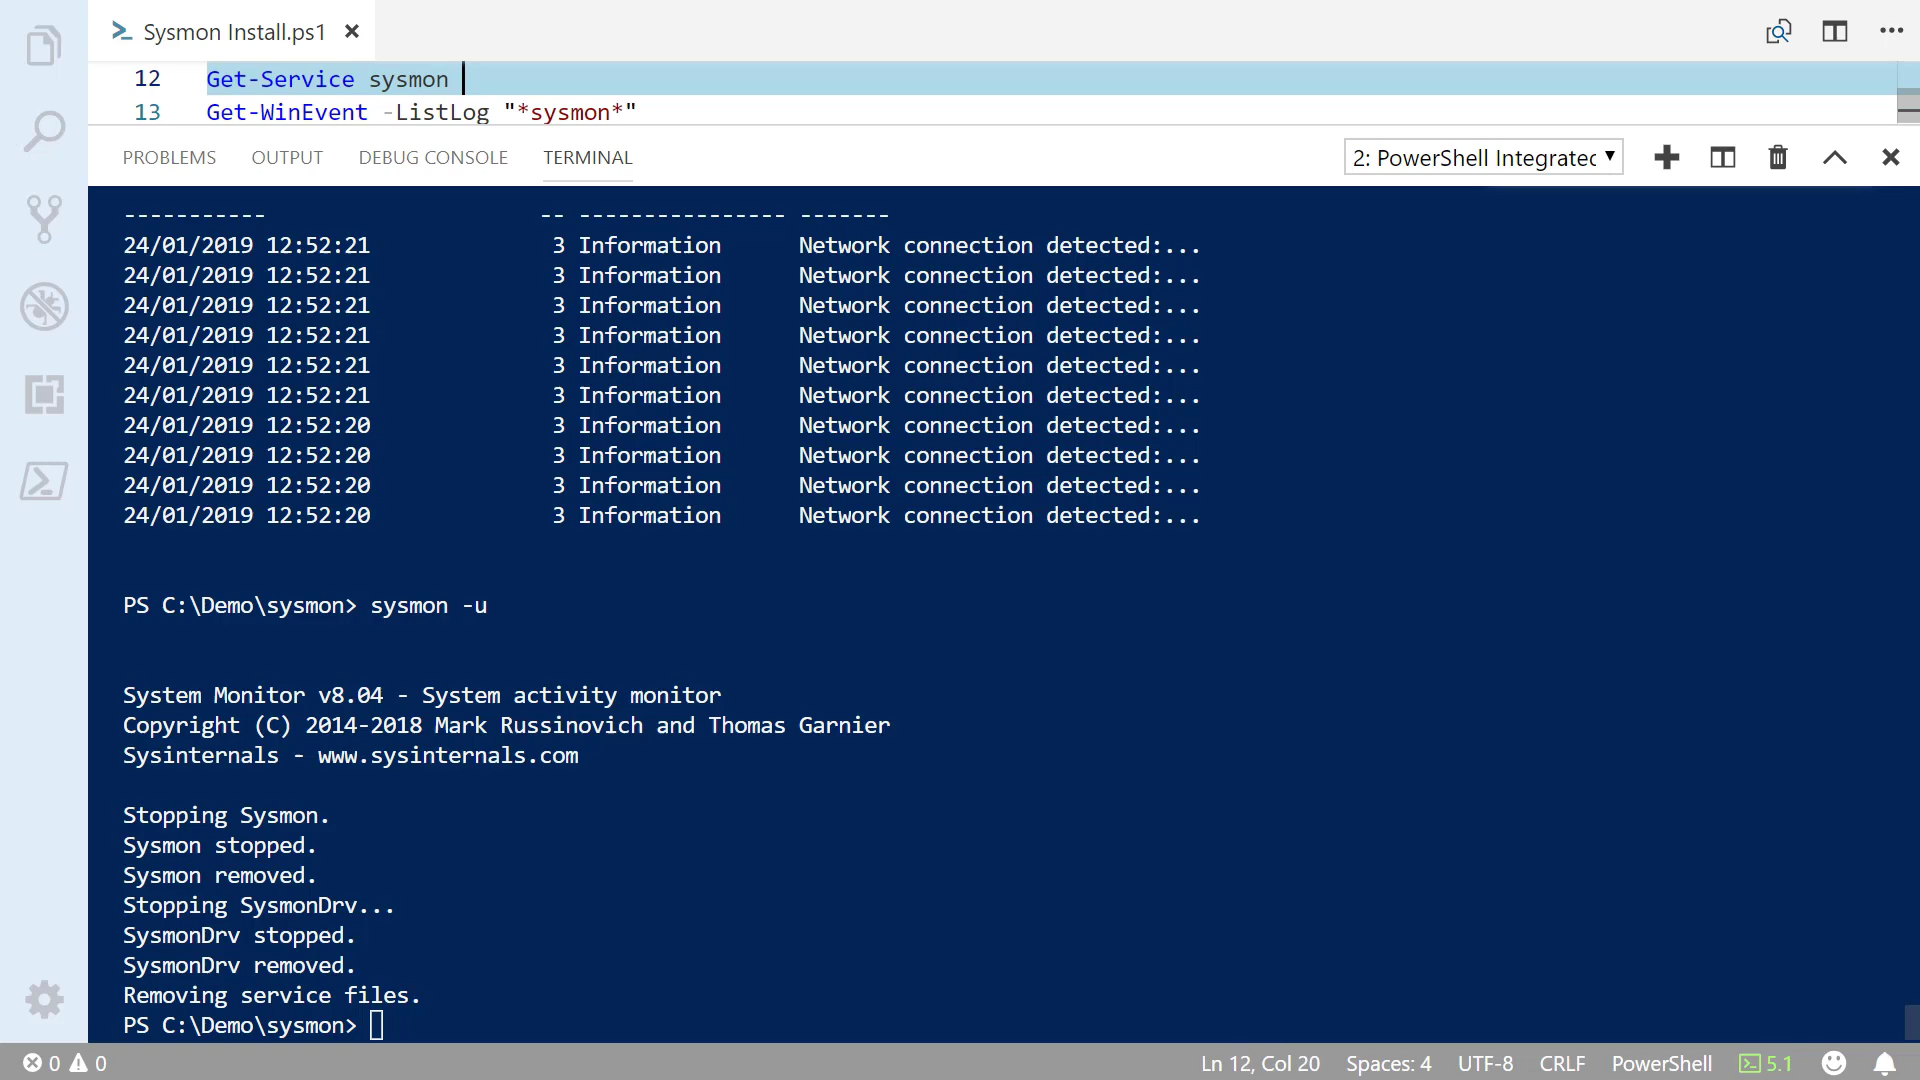 Sysmon Install.ps1
12 Get-Service sysmon
13 Get-WinEvent -ListLog "*sysmon*"
PROBLEMS OUTPUT DEBUG CONSOLE TERMINAL 2: PowerShell Integrated
----------- -- ---------------- -------
24/01/2019 12:52:21 3 Information Network connection detected:...
24/01/2019 12:52:21 3 Information Network connection detected:...
24/01/2019 12:52:21 3 Information Network connection detected:...
24/01/2019 12:52:21 3 Information Network connection detected:...
24/01/2019 12:52:21 3 Information Network connection detected:...
24/01/2019 12:52:21 3 Information Network connection detected:...
24/01/2019 12:52:20 3 Information Network connection detected:...
24/01/2019 12:52:20 3 Information Network connection detected:...
24/01/2019 12:52:20 3 Information Network connection detected:...
24/01/2019 12:52:20 3 Information Network connection detected:...
PS C:\Demo\sysmon> sysmon -u
System Monitor v8.04 - System activity monitor
Copyright (C) 2014-2018 Mark Russinovich and Thomas Garnier
Sysinternals - www.sysinternals.com
Stopping Sysmon.
Sysmon stopped.
Sysmon removed.
Stopping SysmonDrv...
SysmonDrv stopped.
SysmonDrv removed.
Removing service files.
PS C:\Demo\sysmon>
0 0 Ln 12, Col 20 Spaces: 4 UTF-8 CRLF PowerShell 5.1